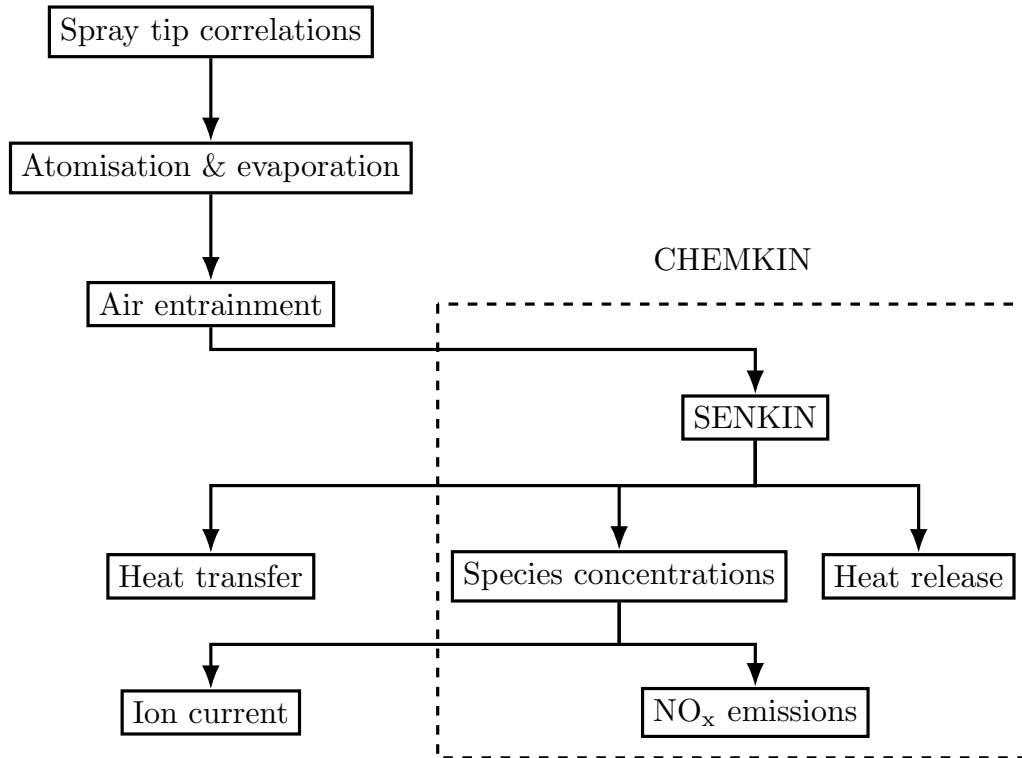 Spray tip correlations
Atomisation & evaporation
CHEMKIN
Air entrainment
SENKIN
Heat transfer
Species concentrations
Heat release
Ion current
NOₓ emissions